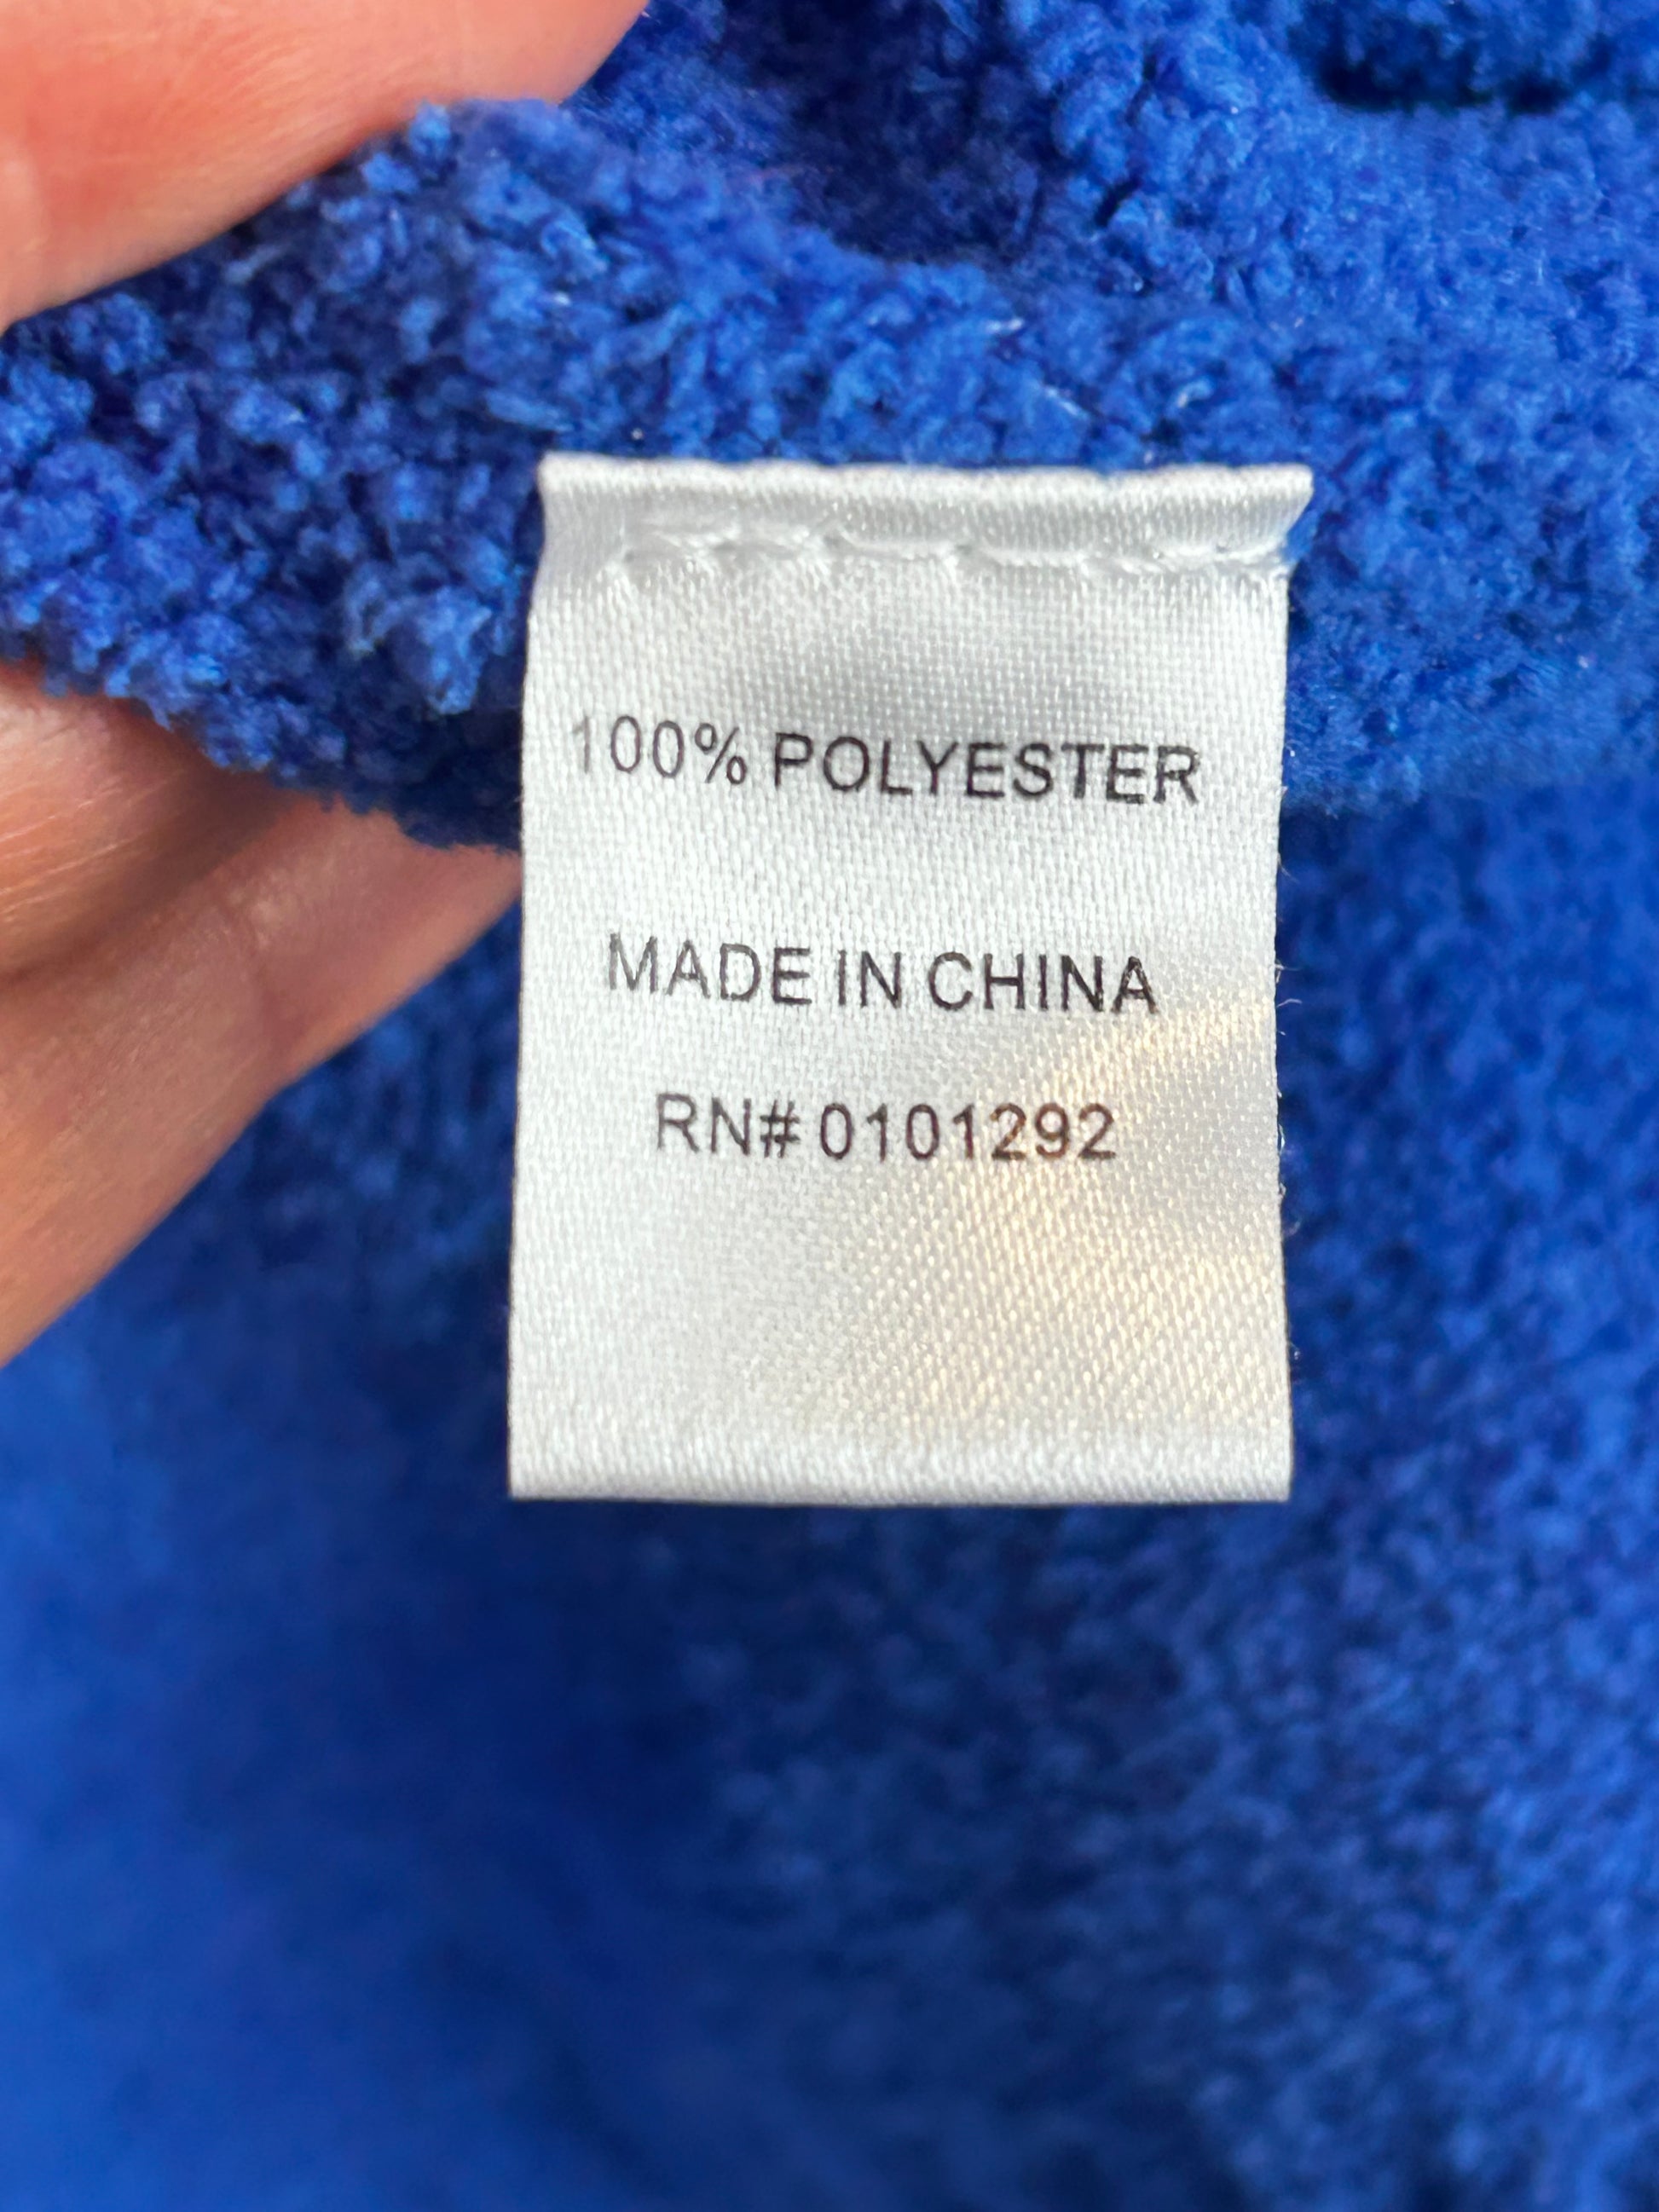 100% POLYESTER
MADE IN CHINA
RN# 0101292